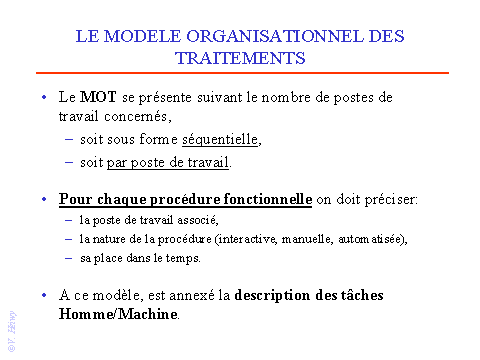 LE MODELE ORGANISATIONNEL DES
TRAITEMENTS
• Le MOT se présente suivant le nombre de postes de
travail concernés,
– soit sous forme séquentielle,
– soit par poste de travail.
• Pour chaque procédure fonctionnelle on doit préciser:
– la poste de travail associé,
– la nature de la procédure (interactive, manuelle, automatisée),
– sa place dans le temps.
• A ce modèle, est annexé la description des tâches
Homme/Machine.